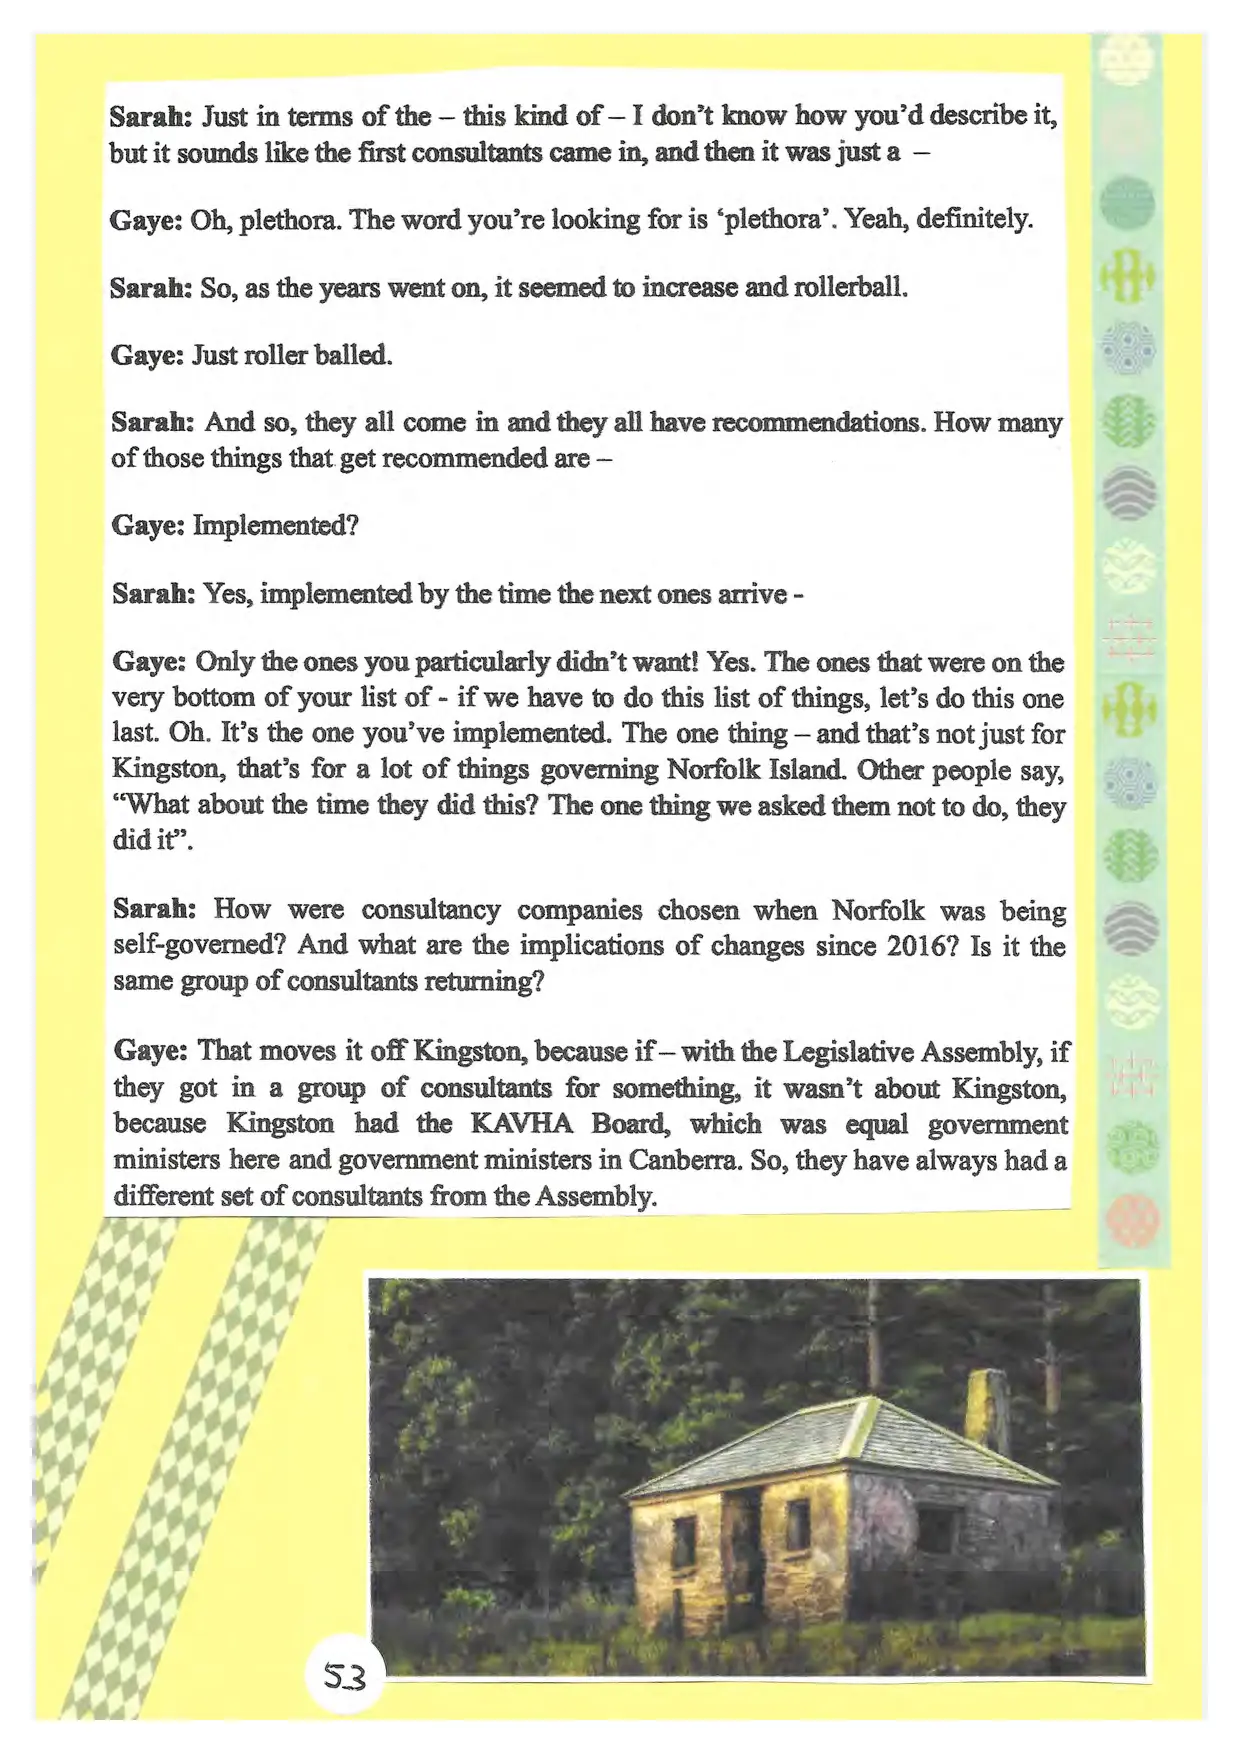 Sarah: Just in terms of the – this kind of – I don’t know how you’d describe it,
but it sounds like the first consultants came in, and then it was just a –
Gaye: Oh, plethora. The word you’re looking for is ‘plethora’. Yeah, definitely.
Sarah: So, as the years went on, it seemed to increase and rollerball.
Gaye: Just roller balled.
Sarah: And so, they all come in and they all have recommendations. How many
of those things that get recommended are –
Gaye: Implemented?
Sarah: Yes, implemented by the time the next ones arrive -
Gaye: Only the ones you particularly didn’t want! Yes. The ones that were on the
very bottom of your list of - if we have to do this list of things, let’s do this one
last. Oh. It’s the one you’ve implemented. The one thing – and that’s not just for
Kingston, that’s for a lot of things governing Norfolk Island. Other people say,
“What about the time they did this? The one thing we asked them not to do, they
did it”.
Sarah: How were consultancy companies chosen when Norfolk was being
self-governed? And what are the implications of changes since 2016? Is it the
same group of consultants returning?
Gaye: That moves it off Kingston, because if – with the Legislative Assembly, if
they got in a group of consultants for something, it wasn’t about Kingston,
because Kingston had the KAVHA Board, which was equal government
ministers here and government ministers in Canberra. So, they have always had a
different set of consultants from the Assembly.
53